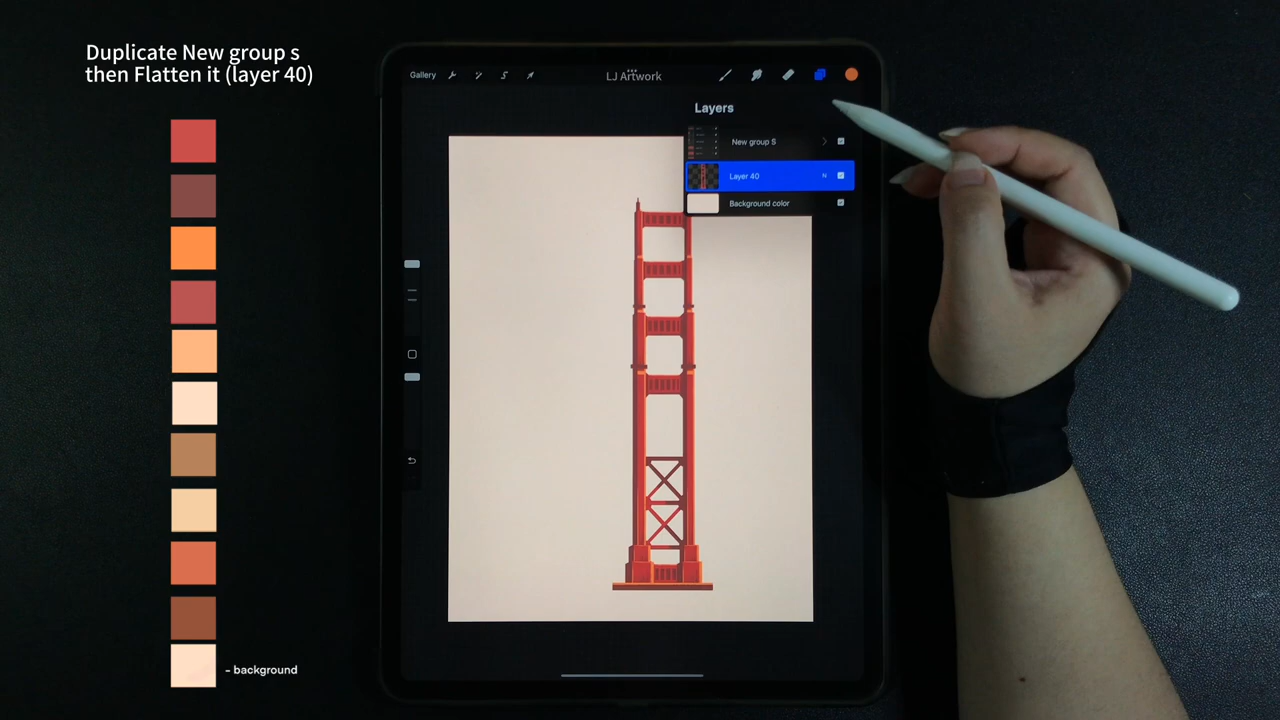 Duplicate New group s
then Flatten it (layer 40)
Gallery
LJ Artwork
Layers
New group S
Layer 40
N
Background color
- background